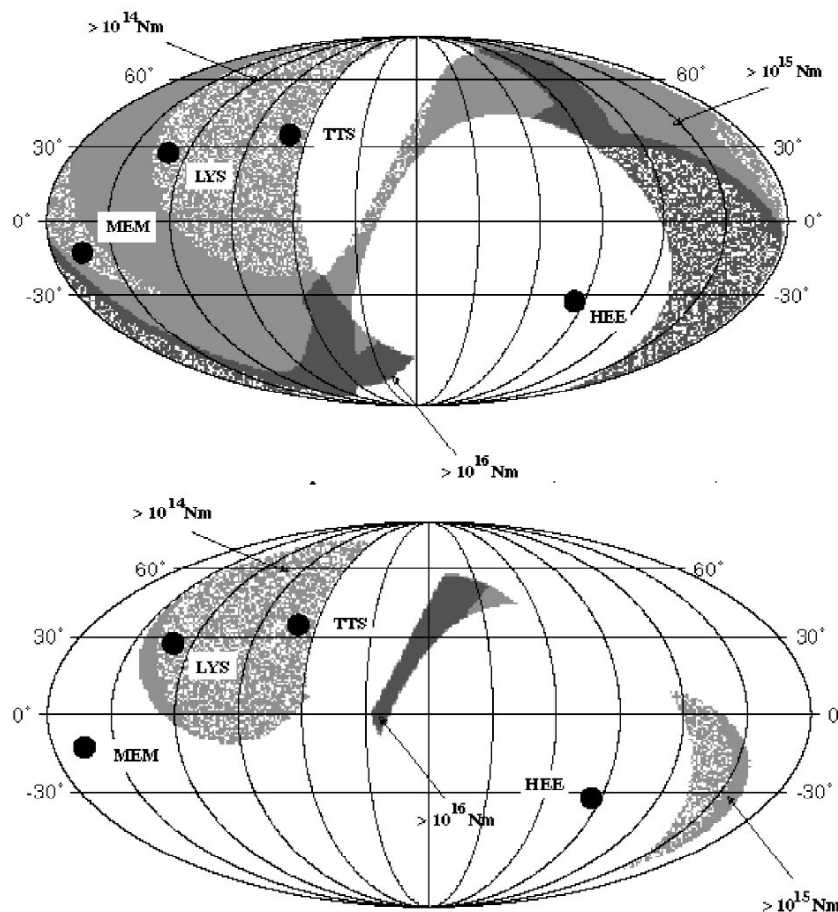 > 10^14 Nm
60° 60° > 10^15 Nm
30° TTS 30°
LYS
MEM
0° 0°
-30° -30°
HEE
> 10^16 Nm
> 10^14 Nm
60° 60°
30° TTS 30°
LYS
0° 0
MEM
-30° HEE -30°
> 10^16 Nm
> 10^15 Nm